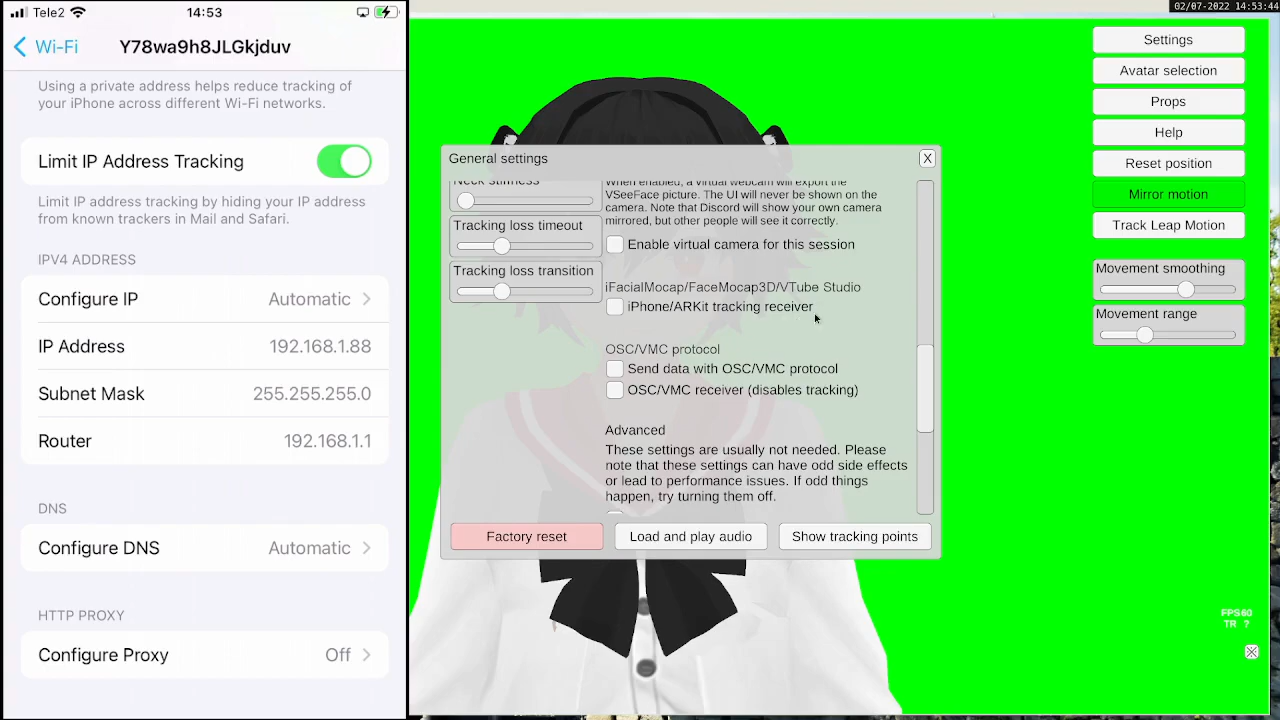 Tele2
14:53
Wi-Fi
Y78wa9h8JLGkjduv
Using a private address helps reduce tracking of
your iPhone across different Wi-Fi networks.
Limit IP Address Tracking
Limit IP address tracking by hiding your IP address
from known trackers in Mail and Safari.
IPV4 ADDRESS
Configure IP
Automatic
IP Address
192.168.1.88
Subnet Mask
255.255.255.0
Router
192.168.1.1
DNS
Configure DNS
Automatic
HTTP PROXY
Configure Proxy
Off
02/07-2022 14:53:44
General settings
X
Neck stiffness
Tracking loss timeout
Tracking loss transition
When enabled, a virtual webcam will export the
VSeeFace picture. The UI will never be shown on the
camera. Note that Discord will show your own camera
mirrored, but other people will see it correctly.
Enable virtual camera for this session
iFacialMocap/FaceMocap3D/VTube Studio
iPhone/ARKit tracking receiver
OSC/VMC protocol
Send data with OSC/VMC protocol
OSC/VMC receiver (disables tracking)
Advanced
These settings are usually not needed. Please
note that these settings can have odd side effects
or lead to performance issues. If odd things
happen, try turning them off.
Factory reset
Load and play audio
Show tracking points
Settings
Avatar selection
Props
Help
Reset position
Mirror motion
Track Leap Motion
Movement smoothing
Movement range
FPS60
TR ?